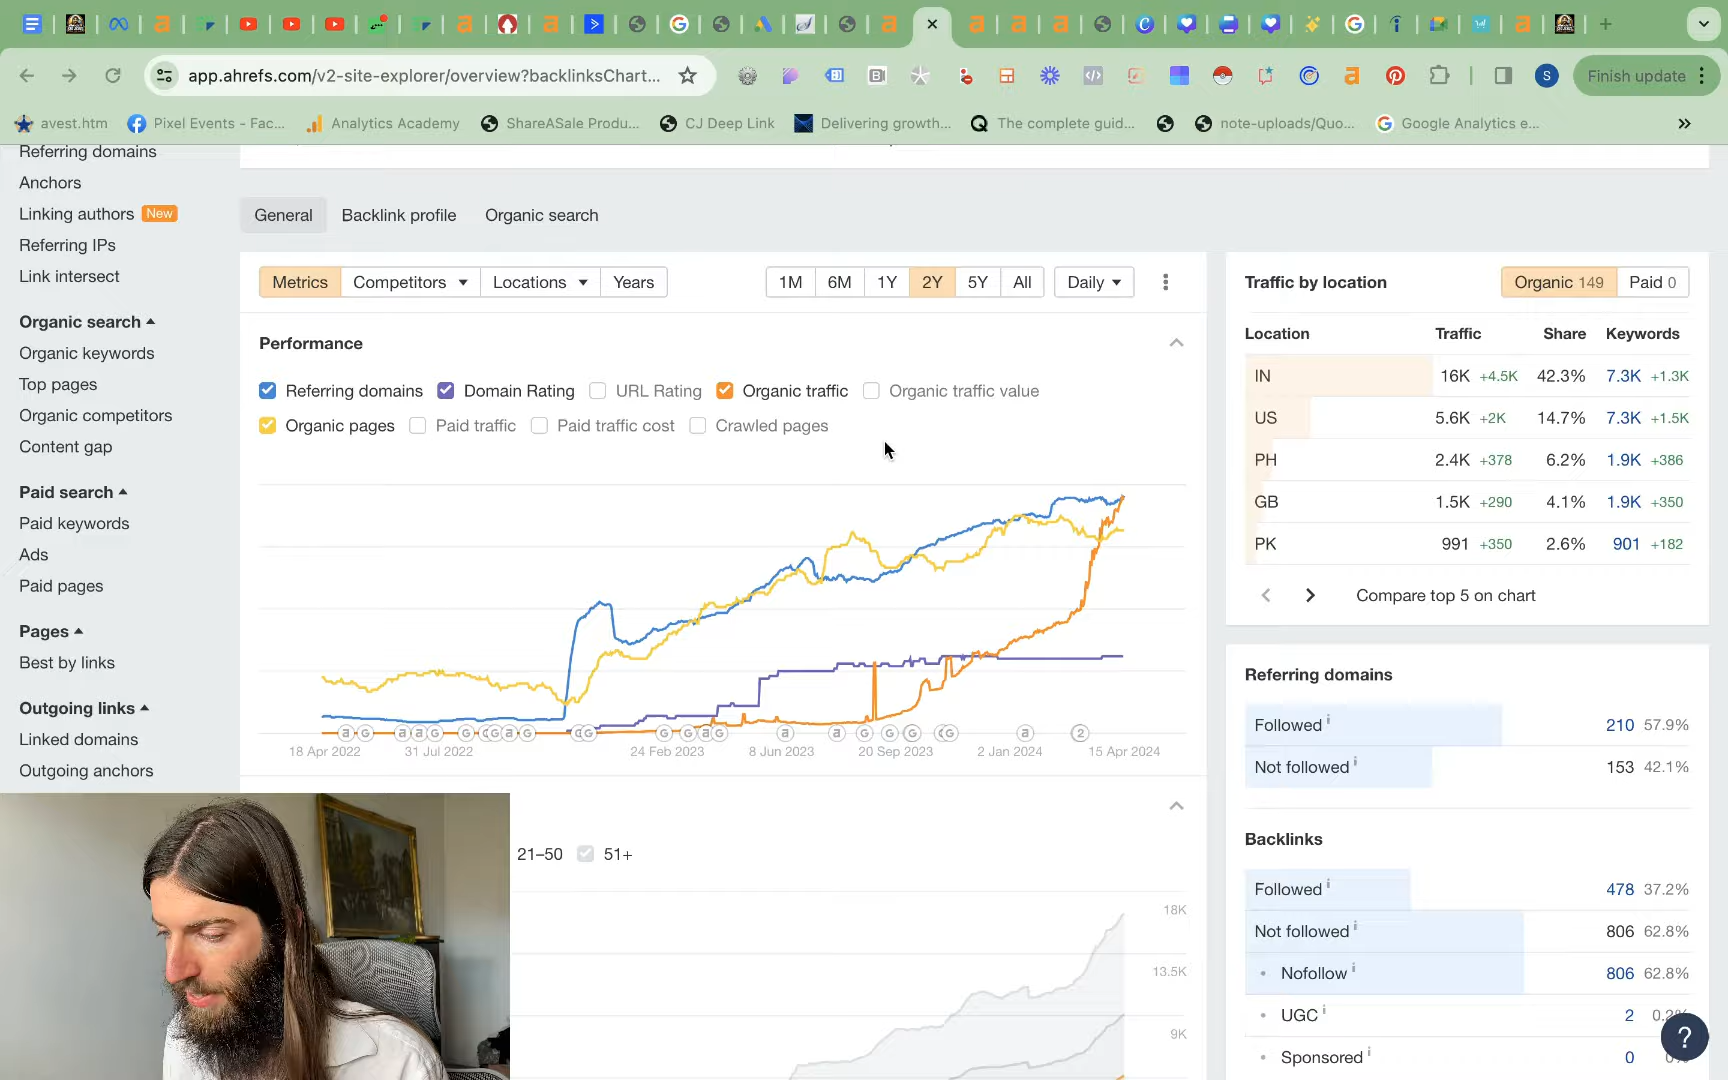 app.ahrefs.com/v2-site-explorer/overview?backlinksChart...
Finish update
avest.htm
Pixel Events - Fac...
Analytics Academy
ShareASale Produ...
CJ Deep Link
Delivering growth...
The complete guid...
note-uploads/Quo...
Google Analytics e...
Referring domains
Anchors
Linking authors New
Referring IPs
Link intersect
Organic search
Organic keywords
Top pages
Organic competitors
Content gap
Paid search
Paid keywords
Ads
Paid pages
Pages
Best by links
Outgoing links
Linked domains
Outgoing anchors
General Backlink profile Organic search
Metrics Competitors Locations Years 1M 6M 1Y 2Y 5Y All Daily
Performance
Referring domains Domain Rating URL Rating Organic traffic Organic traffic value
Organic pages Paid traffic Paid traffic cost Crawled pages
18 Apr 2022 31 Jul 2022 24 Feb 2023 8 Jun 2023 20 Sep 2023 2 Jan 2024 15 Apr 2024
21–50 51+
18K
13.5K
9K
Traffic by location Organic 149 Paid 0
Location Traffic Share Keywords
IN 16K +4.5K 42.3% 7.3K +1.3K
US 5.6K +2K 14.7% 7.3K +1.5K
PH 2.4K +378 6.2% 1.9K +386
GB 1.5K +290 4.1% 1.9K +350
PK 991 +350 2.6% 901 +182
Compare top 5 on chart
Referring domains
Followed 210 57.9%
Not followed 153 42.1%
Backlinks
Followed 478 37.2%
Not followed 806 62.8%
Nofollow 806 62.8%
UGC 2
Sponsored 0